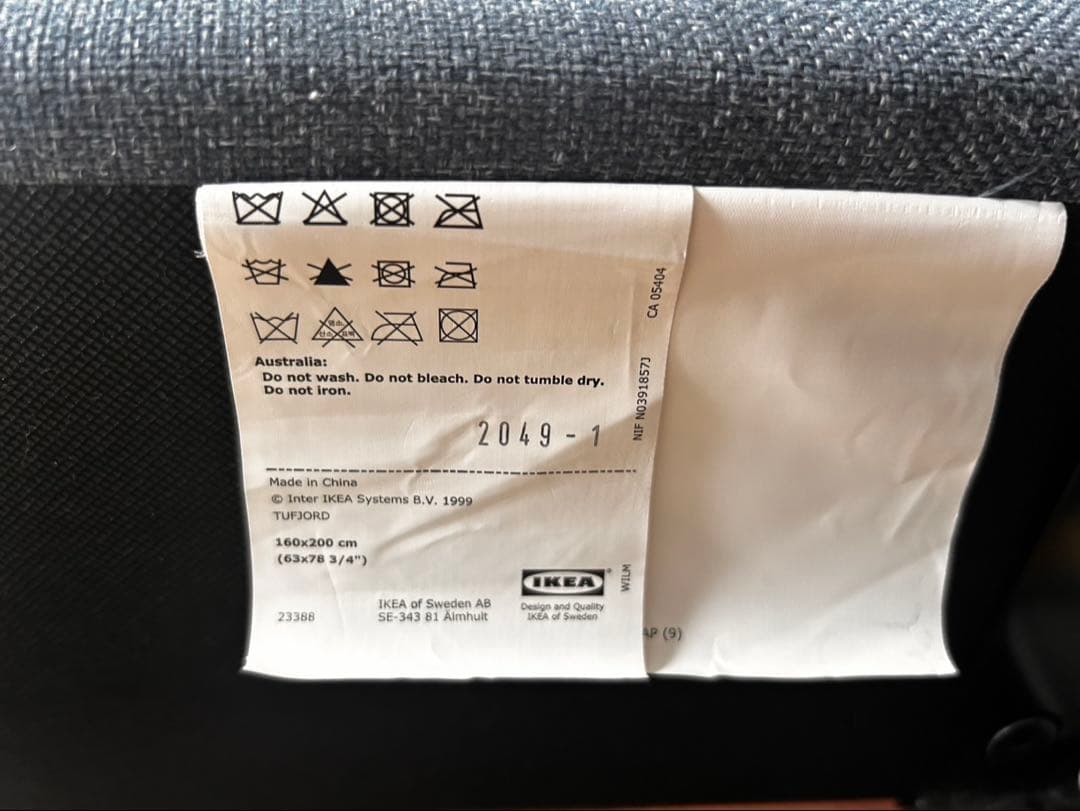 Australia:
Do not wash. Do not bleach. Do not tumble dry.
Do not iron.
2049-1
Made in China
© Inter IKEA Systems B.V. 1999
TUFJORD
160x200 cm
(63x78 3/4")
23388
IKEA of Sweden AB
SE-343 81 Älmhult
IKEA®
Design and Quality
IKEA of Sweden
CA 05404
NIF N0391857J
WILM
AP (9)